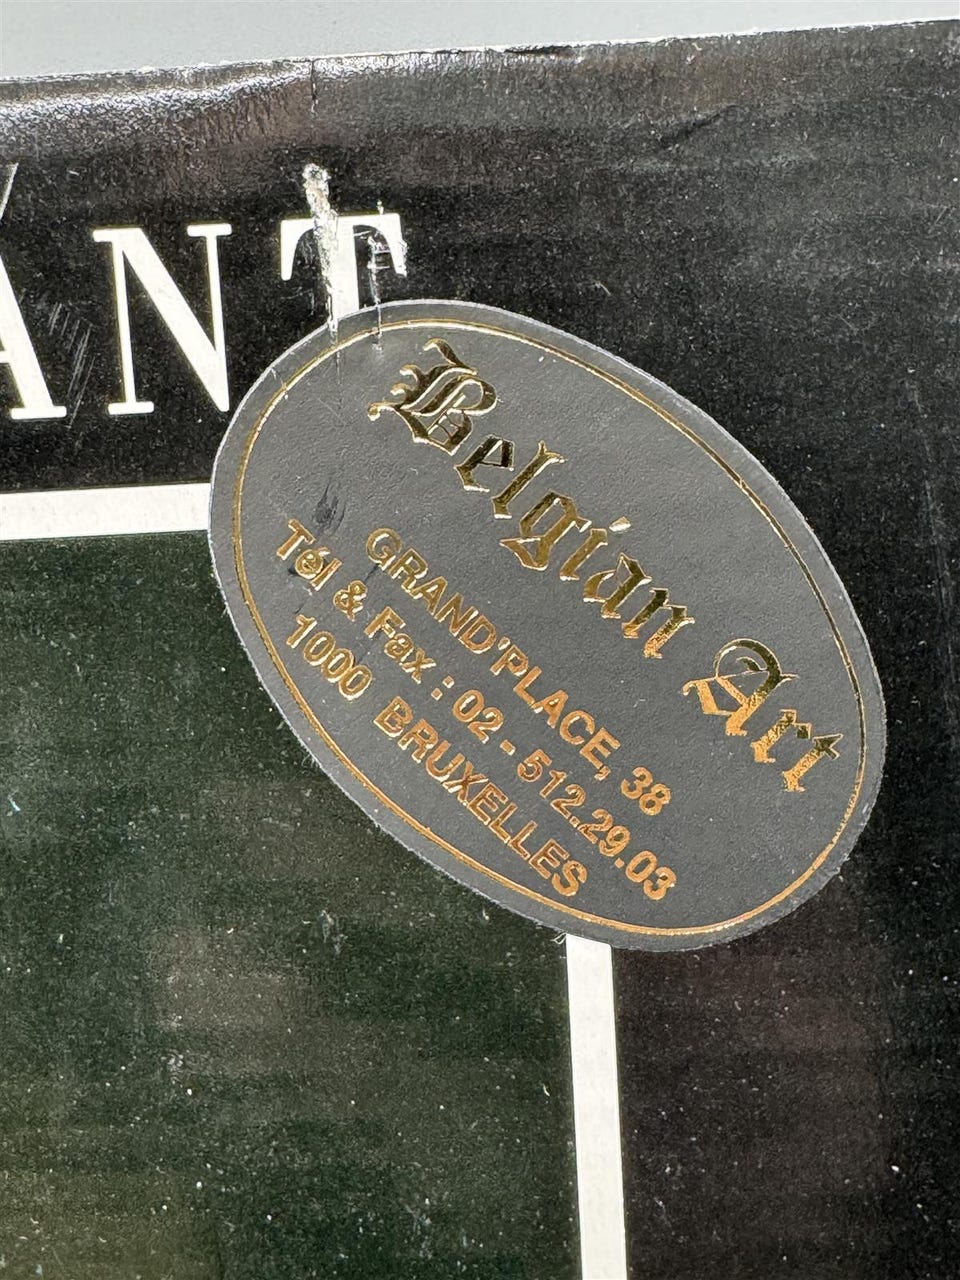 ANT
Belgian Art
GRAND'PLACE, 38
Tél & Fax : 02 - 512.29.03
1000 BRUXELLES